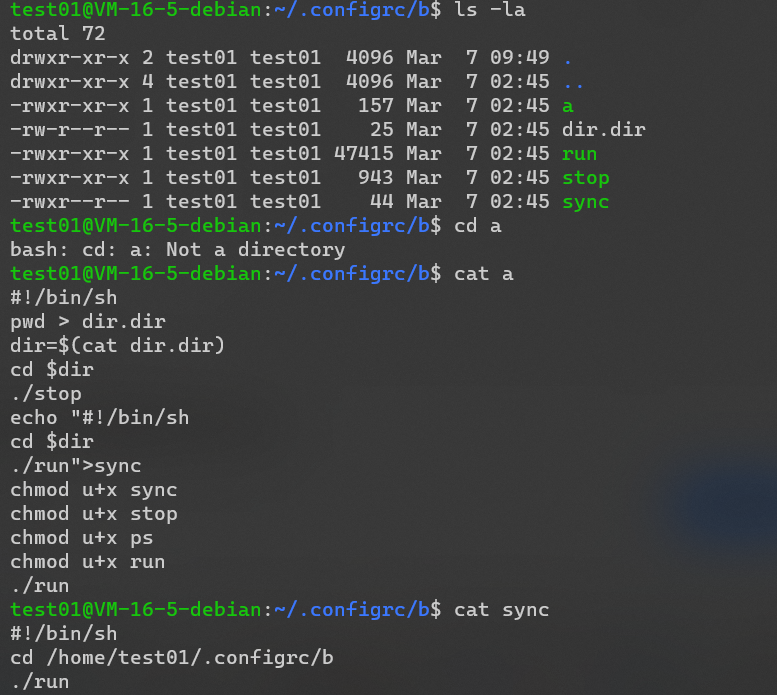 test01@VM-16-5-debian:~/.configrc/b$ ls -la
total 72
drwxr-xr-x 2 test01 test01  4096 Mar  7 09:49 .
drwxr-xr-x 4 test01 test01  4096 Mar  7 02:45 ..
-rwxr-xr-x 1 test01 test01   157 Mar  7 02:45 a
-rw-r--r-- 1 test01 test01    25 Mar  7 02:45 dir.dir
-rwxr-xr-x 1 test01 test01 47415 Mar  7 02:45 run
-rwxr-xr-x 1 test01 test01   943 Mar  7 02:45 stop
-rwxr--r-- 1 test01 test01    44 Mar  7 02:45 sync
test01@VM-16-5-debian:~/.configrc/b$ cd a
bash: cd: a: Not a directory
test01@VM-16-5-debian:~/.configrc/b$ cat a
#!/bin/sh
pwd > dir.dir
dir=$(cat dir.dir)
cd $dir
./stop
echo "#!/bin/sh
cd $dir
./run">sync
chmod u+x sync
chmod u+x stop
chmod u+x ps
chmod u+x run
./run
test01@VM-16-5-debian:~/.configrc/b$ cat sync
#!/bin/sh
cd /home/test01/.configrc/b
./run